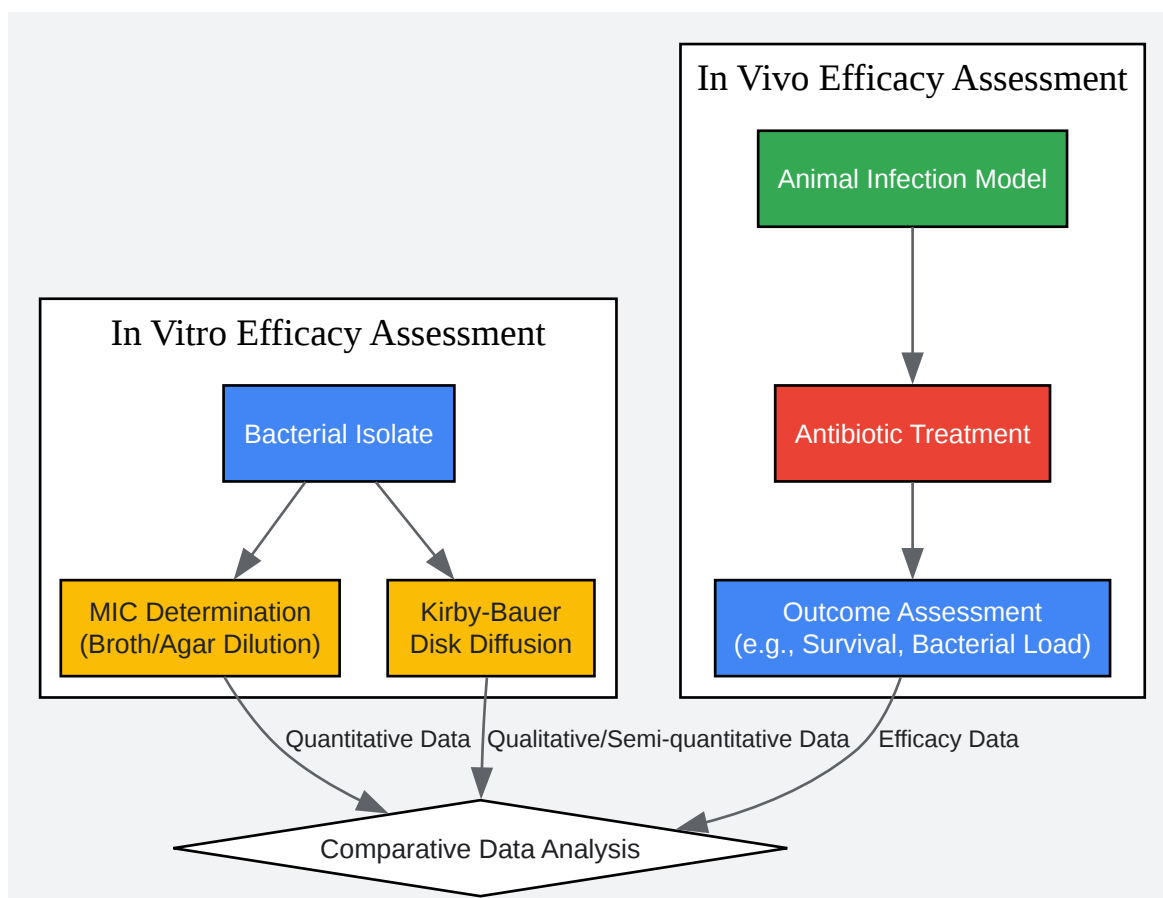 In Vivo Efficacy Assessment
Animal Infection Model
In Vitro Efficacy Assessment
Bacterial Isolate
Antibiotic Treatment
MIC Determination
(Broth/Agar Dilution)
Kirby-Bauer
Disk Diffusion
Outcome Assessment
(e.g., Survival, Bacterial Load)
Quantitative Data
Qualitative/Semi-quantitative Data
Efficacy Data
Comparative Data Analysis